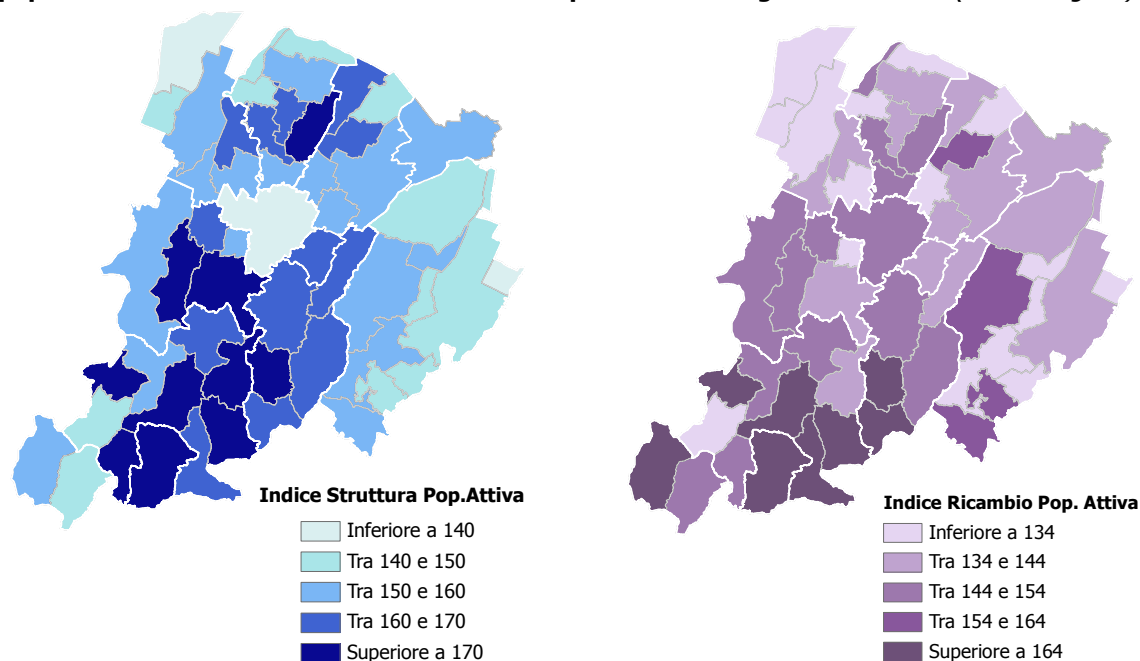 Indice Struttura Pop.Attiva
Inferiore a 140
Tra 140 e 150
Tra 150 e 160
Tra 160 e 170
Superiore a 170
Indice Ricambio Pop. Attiva
Inferiore a 134
Tra 134 e 144
Tra 144 e 154
Tra 154 e 164
Superiore a 164